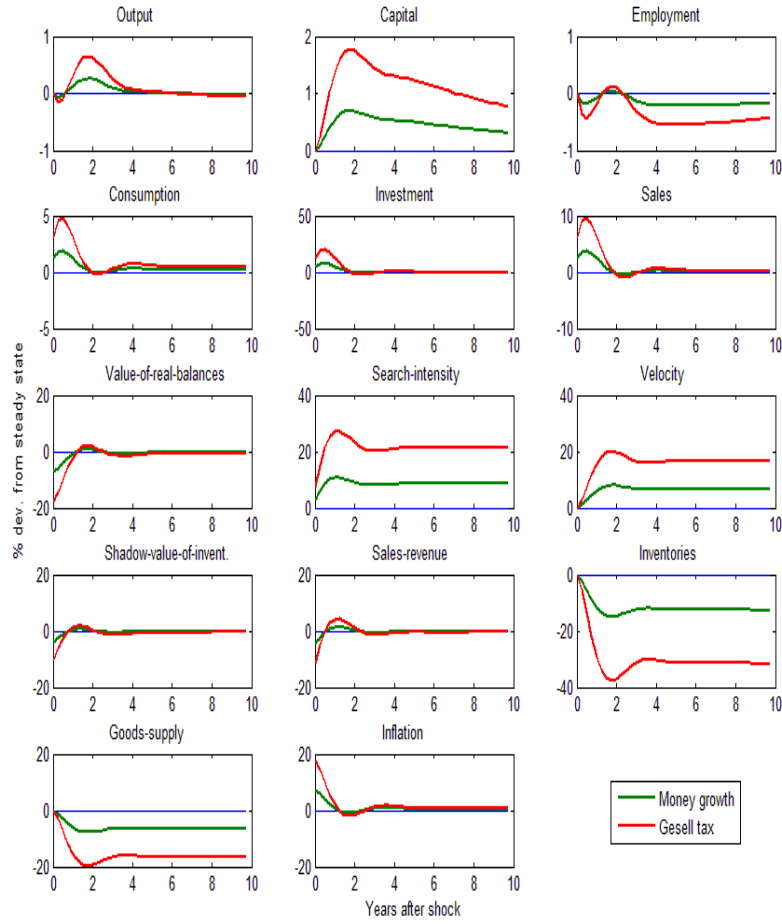 Output Capital Employment
1 2 1
0 1 0
-1 0 -1
0 2 4 6 8 10 0 2 4 6 8 10 0 2 4 6 8 10
Consumption Investment Sales
5 50 10
0 0 0
-5 -50 -10
0 2 4 6 8 10 0 2 4 6 8 10 0 2 4 6 8 10
% dev. from steady state
Value-of-real-balances Search-intensity Velocity
20 40 40
0 20 20
-20 0 0
0 2 4 6 8 10 0 2 4 6 8 10 0 2 4 6 8 10
Shadow-value-of-invent. Sales-revenue Inventories
20 20 0
0 0 -20
-20 -20 -40
0 2 4 6 8 10 0 2 4 6 8 10 0 2 4 6 8 10
Goods-supply Inflation
20 20
0 0
-20 -20
0 2 4 6 8 10 0 2 4 6 8 10
Years after shock
Money growth
Gesell tax